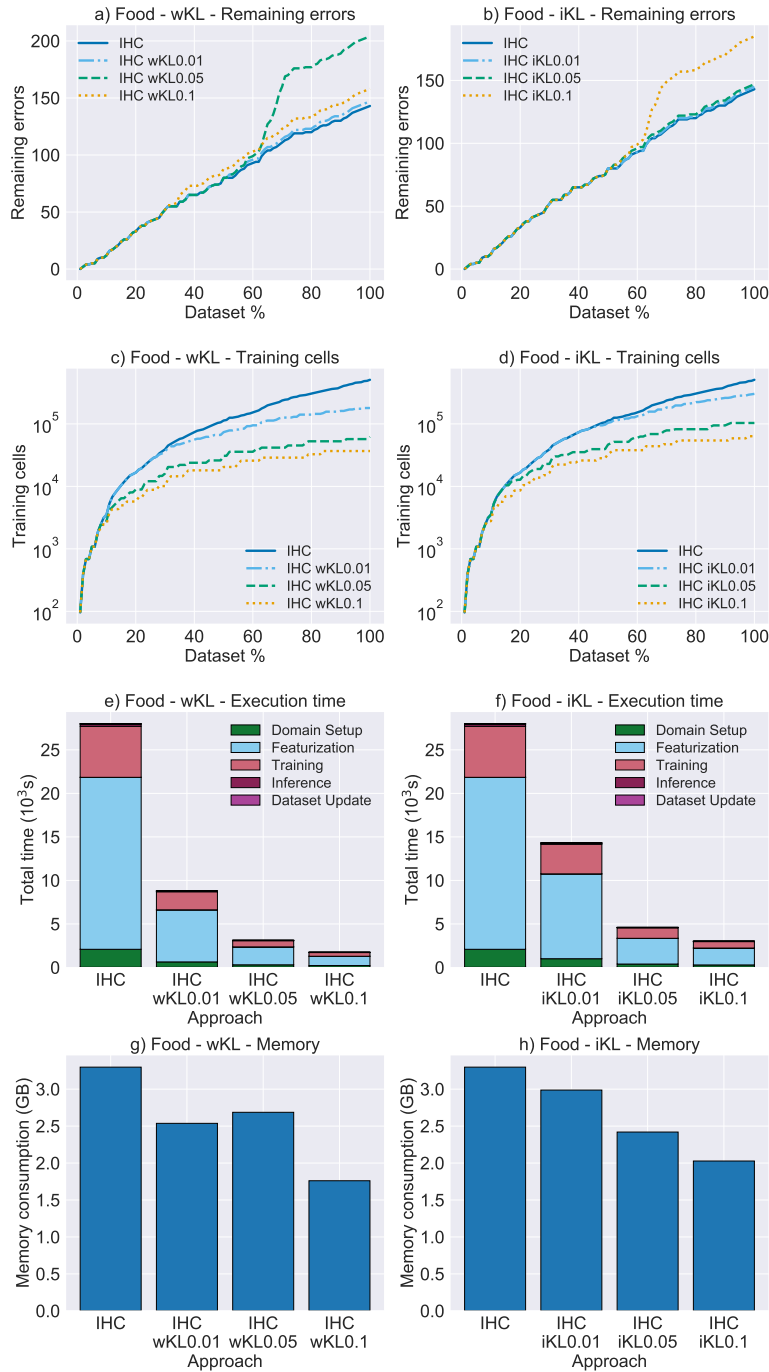 a) Food - wKL - Remaining errors
Remaining errors
200
150
100
50
0
IHC
IHC wKL0.01
IHC wKL0.05
IHC wKL0.1
0 20 40 60 80 100
Dataset %
b) Food - iKL - Remaining errors
Remaining errors
150
100
50
0
IHC
IHC iKL0.01
IHC iKL0.05
IHC iKL0.1
0 20 40 60 80 100
Dataset %
c) Food - wKL - Training cells
Training cells
10^5
10^4
10^3
10^2
IHC
IHC wKL0.01
IHC wKL0.05
IHC wKL0.1
0 20 40 60 80 100
Dataset %
d) Food - iKL - Training cells
Training cells
10^5
10^4
10^3
10^2
IHC
IHC iKL0.01
IHC iKL0.05
IHC iKL0.1
0 20 40 60 80 100
Dataset %
e) Food - wKL - Execution time
Total time (10^3s)
25
20
15
10
5
0
Domain Setup
Featurization
Training
Inference
Dataset Update
IHC IHC IHC IHC
wKL0.01 wKL0.05 wKL0.1
Approach
f) Food - iKL - Execution time
Total time (10^3s)
25
20
15
10
5
0
Domain Setup
Featurization
Training
Inference
Dataset Update
IHC IHC IHC IHC
iKL0.01 iKL0.05 iKL0.1
Approach
g) Food - wKL - Memory
Memory consumption (GB)
3.0
2.5
2.0
1.5
1.0
0.5
0.0
IHC IHC IHC IHC
wKL0.01 wKL0.05 wKL0.1
Approach
h) Food - iKL - Memory
Memory consumption (GB)
3.0
2.5
2.0
1.5
1.0
0.5
0.0
IHC IHC IHC IHC
iKL0.01 iKL0.05 iKL0.1
Approach